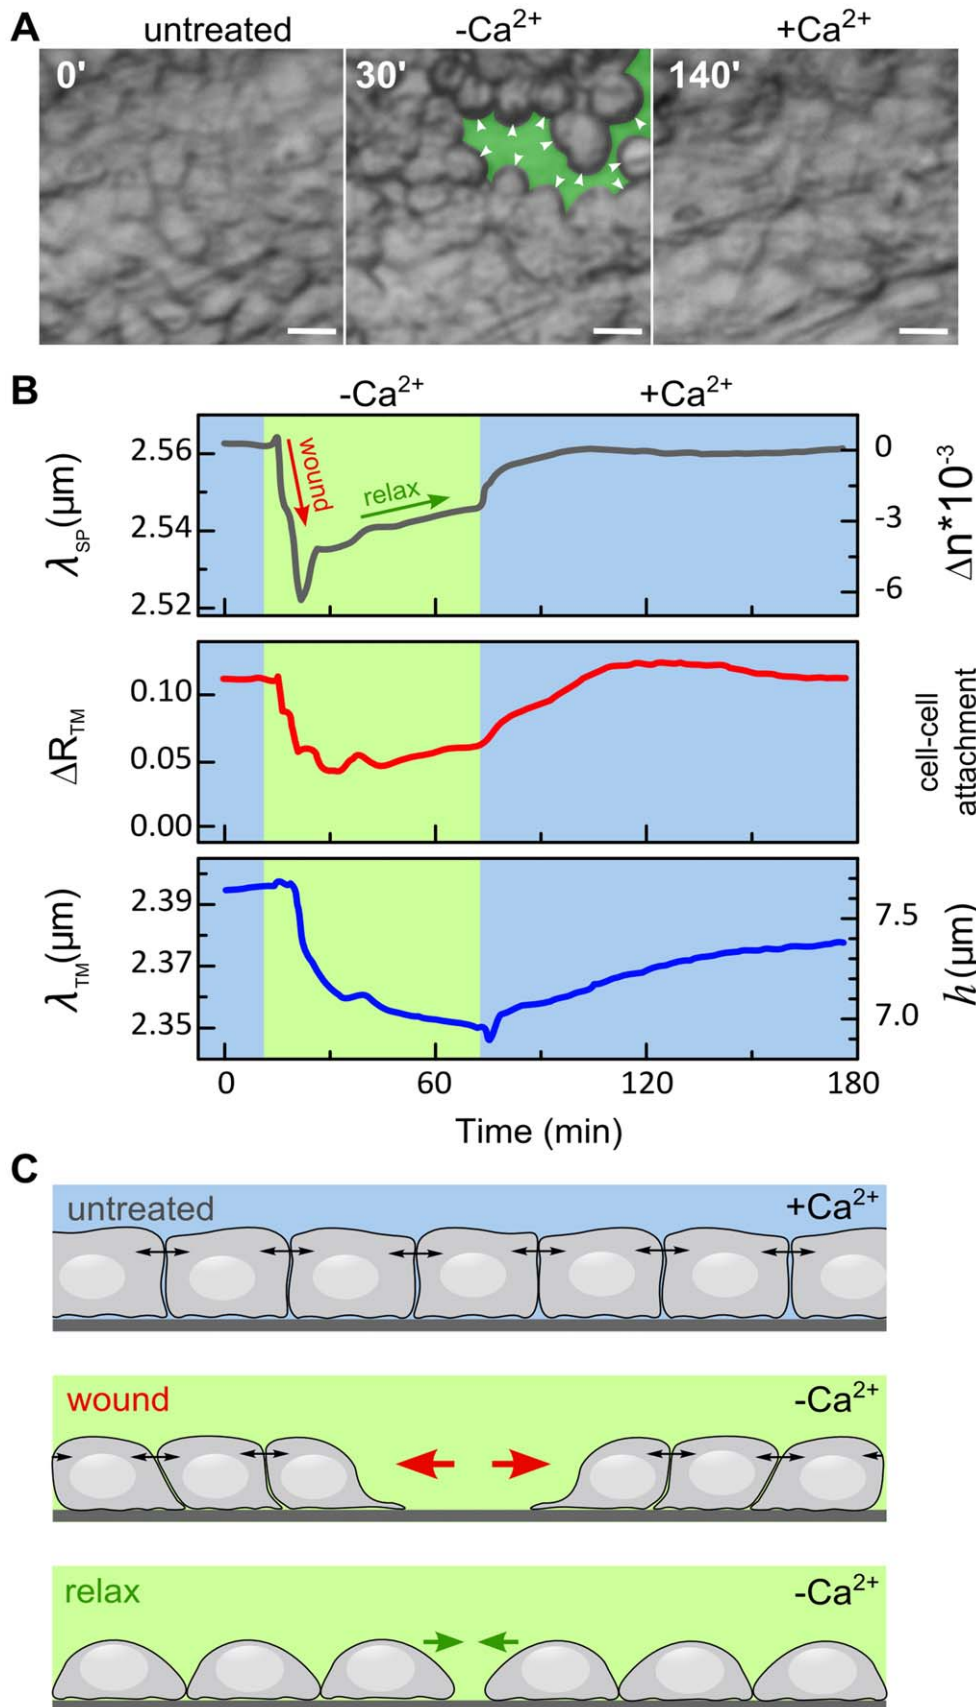 A untreated -Ca²⁺ +Ca²⁺
0' 30' 140'
B -Ca²⁺ +Ca²⁺
λSP(μm)
2.56
2.54
2.52
wound
relax
0
-3
-6
Δn*10⁻³
ΔRTM
0.10
0.05
0.00
cell-cell
attachment
λTM(μm)
2.39
2.37
2.35
7.5
7.0
h(μm)
0 60 120 180
Time (min)
C
untreated +Ca²⁺
wound -Ca²⁺
relax -Ca²⁺